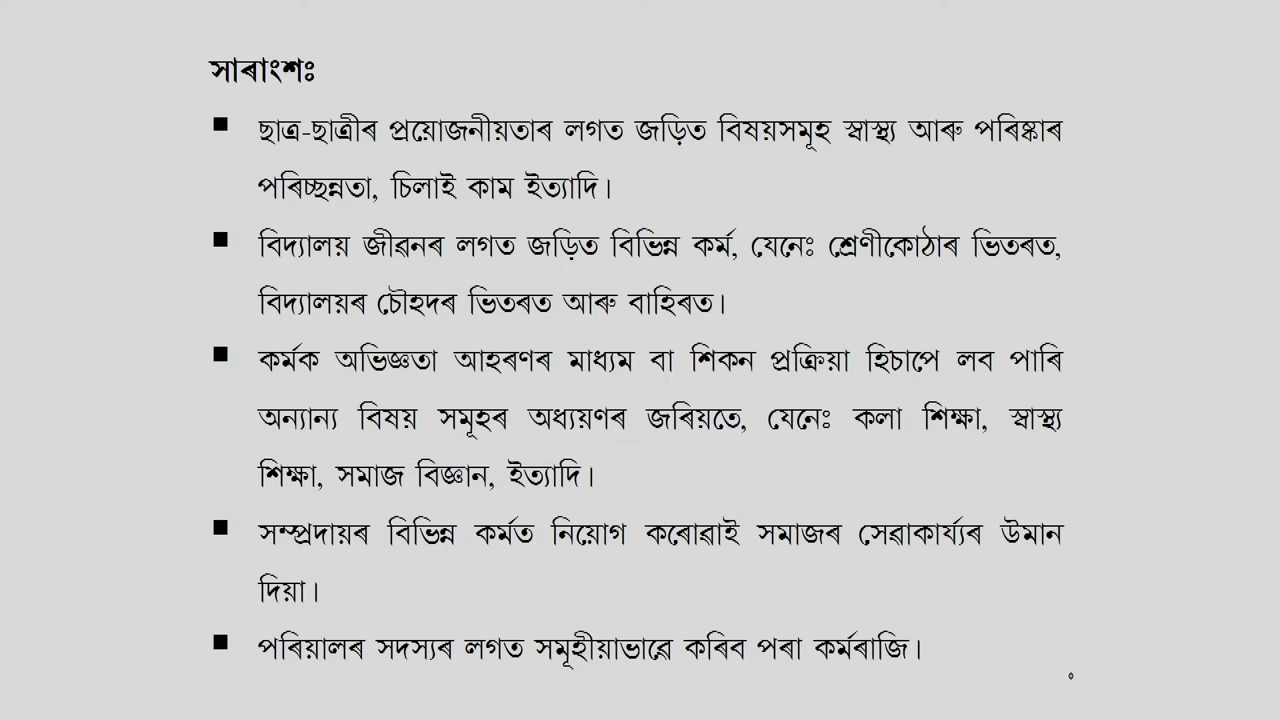 সাৰাংশঃ
▪ ছাত্ৰ-ছাত্ৰীৰ প্ৰয়োজনীয়তাৰ লগত জড়িত বিষয়সমূহ স্বাস্থ্য আৰু পৰিষ্কাৰ
পৰিচ্ছন্নতা, চিলাই কাম ইত্যাদি।
▪ বিদ্যালয় জীৱনৰ লগত জড়িত বিভিন্ন কৰ্ম, যেনেঃ শ্ৰেণীকোঠাৰ ভিতৰত,
বিদ্যালয়ৰ চৌহদৰ ভিতৰত আৰু বাহিৰত।
▪ কৰ্মক অভিজ্ঞতা আহৰণৰ মাধ্যম বা শিকন প্ৰক্ৰিয়া হিচাপে লব পাৰি
অন্যান্য বিষয় সমূহৰ অধ্যয়ণৰ জৰিয়তে, যেনেঃ কলা শিক্ষা, স্বাস্থ্য
শিক্ষা, সমাজ বিজ্ঞান, ইত্যাদি।
▪ সম্প্ৰদায়ৰ বিভিন্ন কৰ্মত নিয়োগ কৰোৱাই সমাজৰ সেৱাকাৰ্য্যৰ উমান
দিয়া।
▪ পৰিয়ালৰ সদস্যৰ লগত সমূহীয়াভাৱে কৰিব পৰা কৰ্মৰাজি।